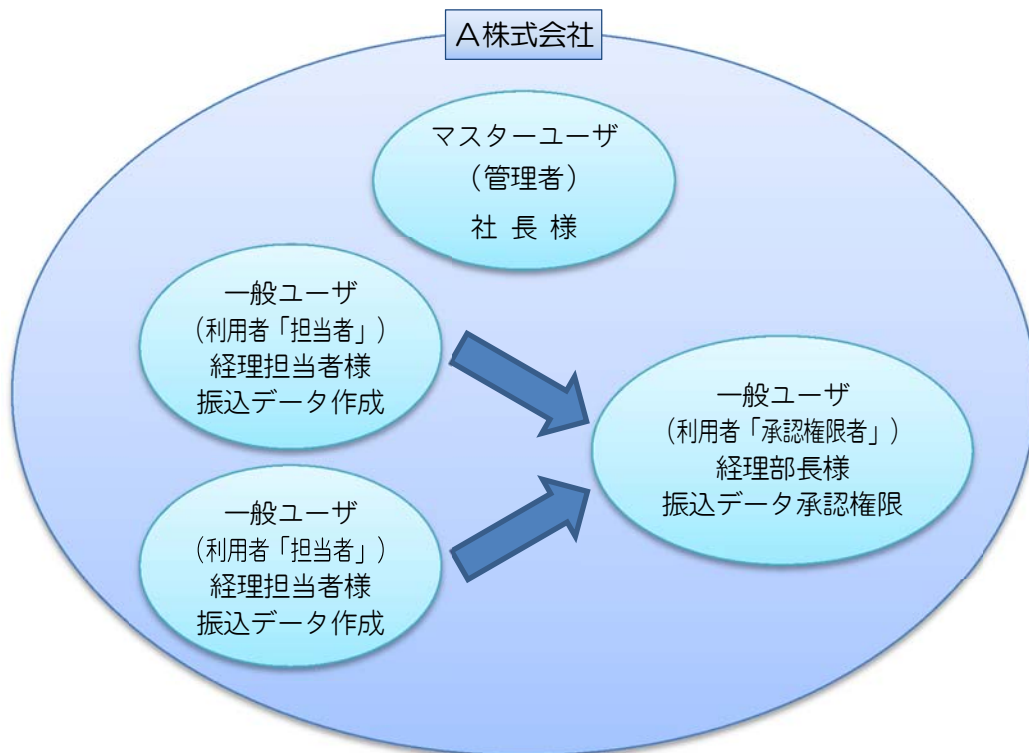 A株式会社
マスターユーザ
（管理者）
社 長 様
一般ユーザ
（利用者「担当者」）
経理担当者様
振込データ作成
一般ユーザ
（利用者「承認権限者」）
経理部長様
振込データ承認権限
一般ユーザ
（利用者「担当者」）
経理担当者様
振込データ作成